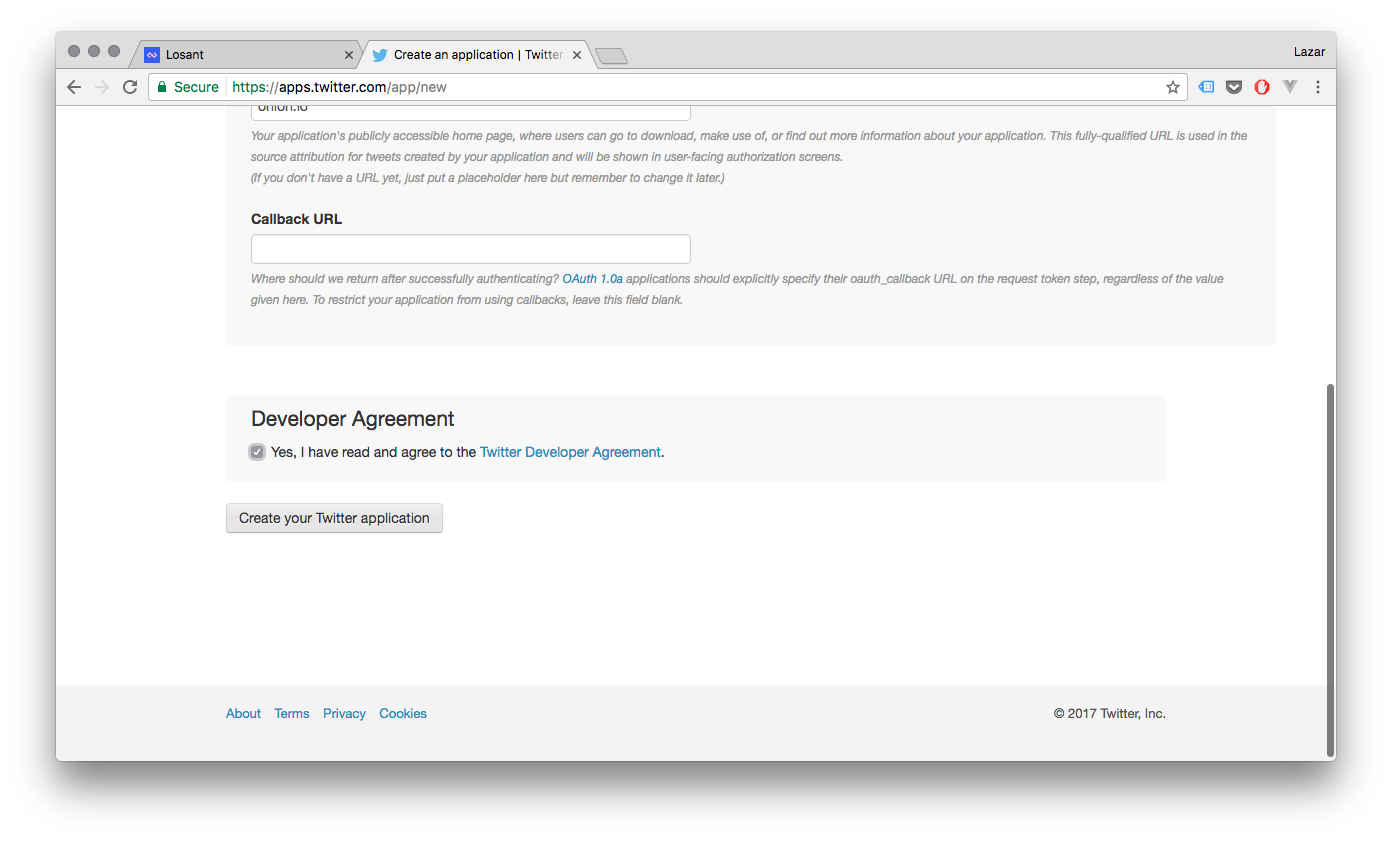 Losant
Create an application | Twitter
Lazar
Secure
https://apps.twitter.com/app/new
onion.io
Your application's publicly accessible home page, where users can go to download, make use of, or find out more information about your application. This fully-qualified URL is used in the
source attribution for tweets created by your application and will be shown in user-facing authorization screens.
(If you don't have a URL yet, just put a placeholder here but remember to change it later.)
Callback URL
Where should we return after successfully authenticating? OAuth 1.0a applications should explicitly specify their oauth_callback URL on the request token step, regardless of the value
given here. To restrict your application from using callbacks, leave this field blank.
Developer Agreement
Yes, I have read and agree to the Twitter Developer Agreement.
Create your Twitter application
About Terms Privacy Cookies
© 2017 Twitter, Inc.